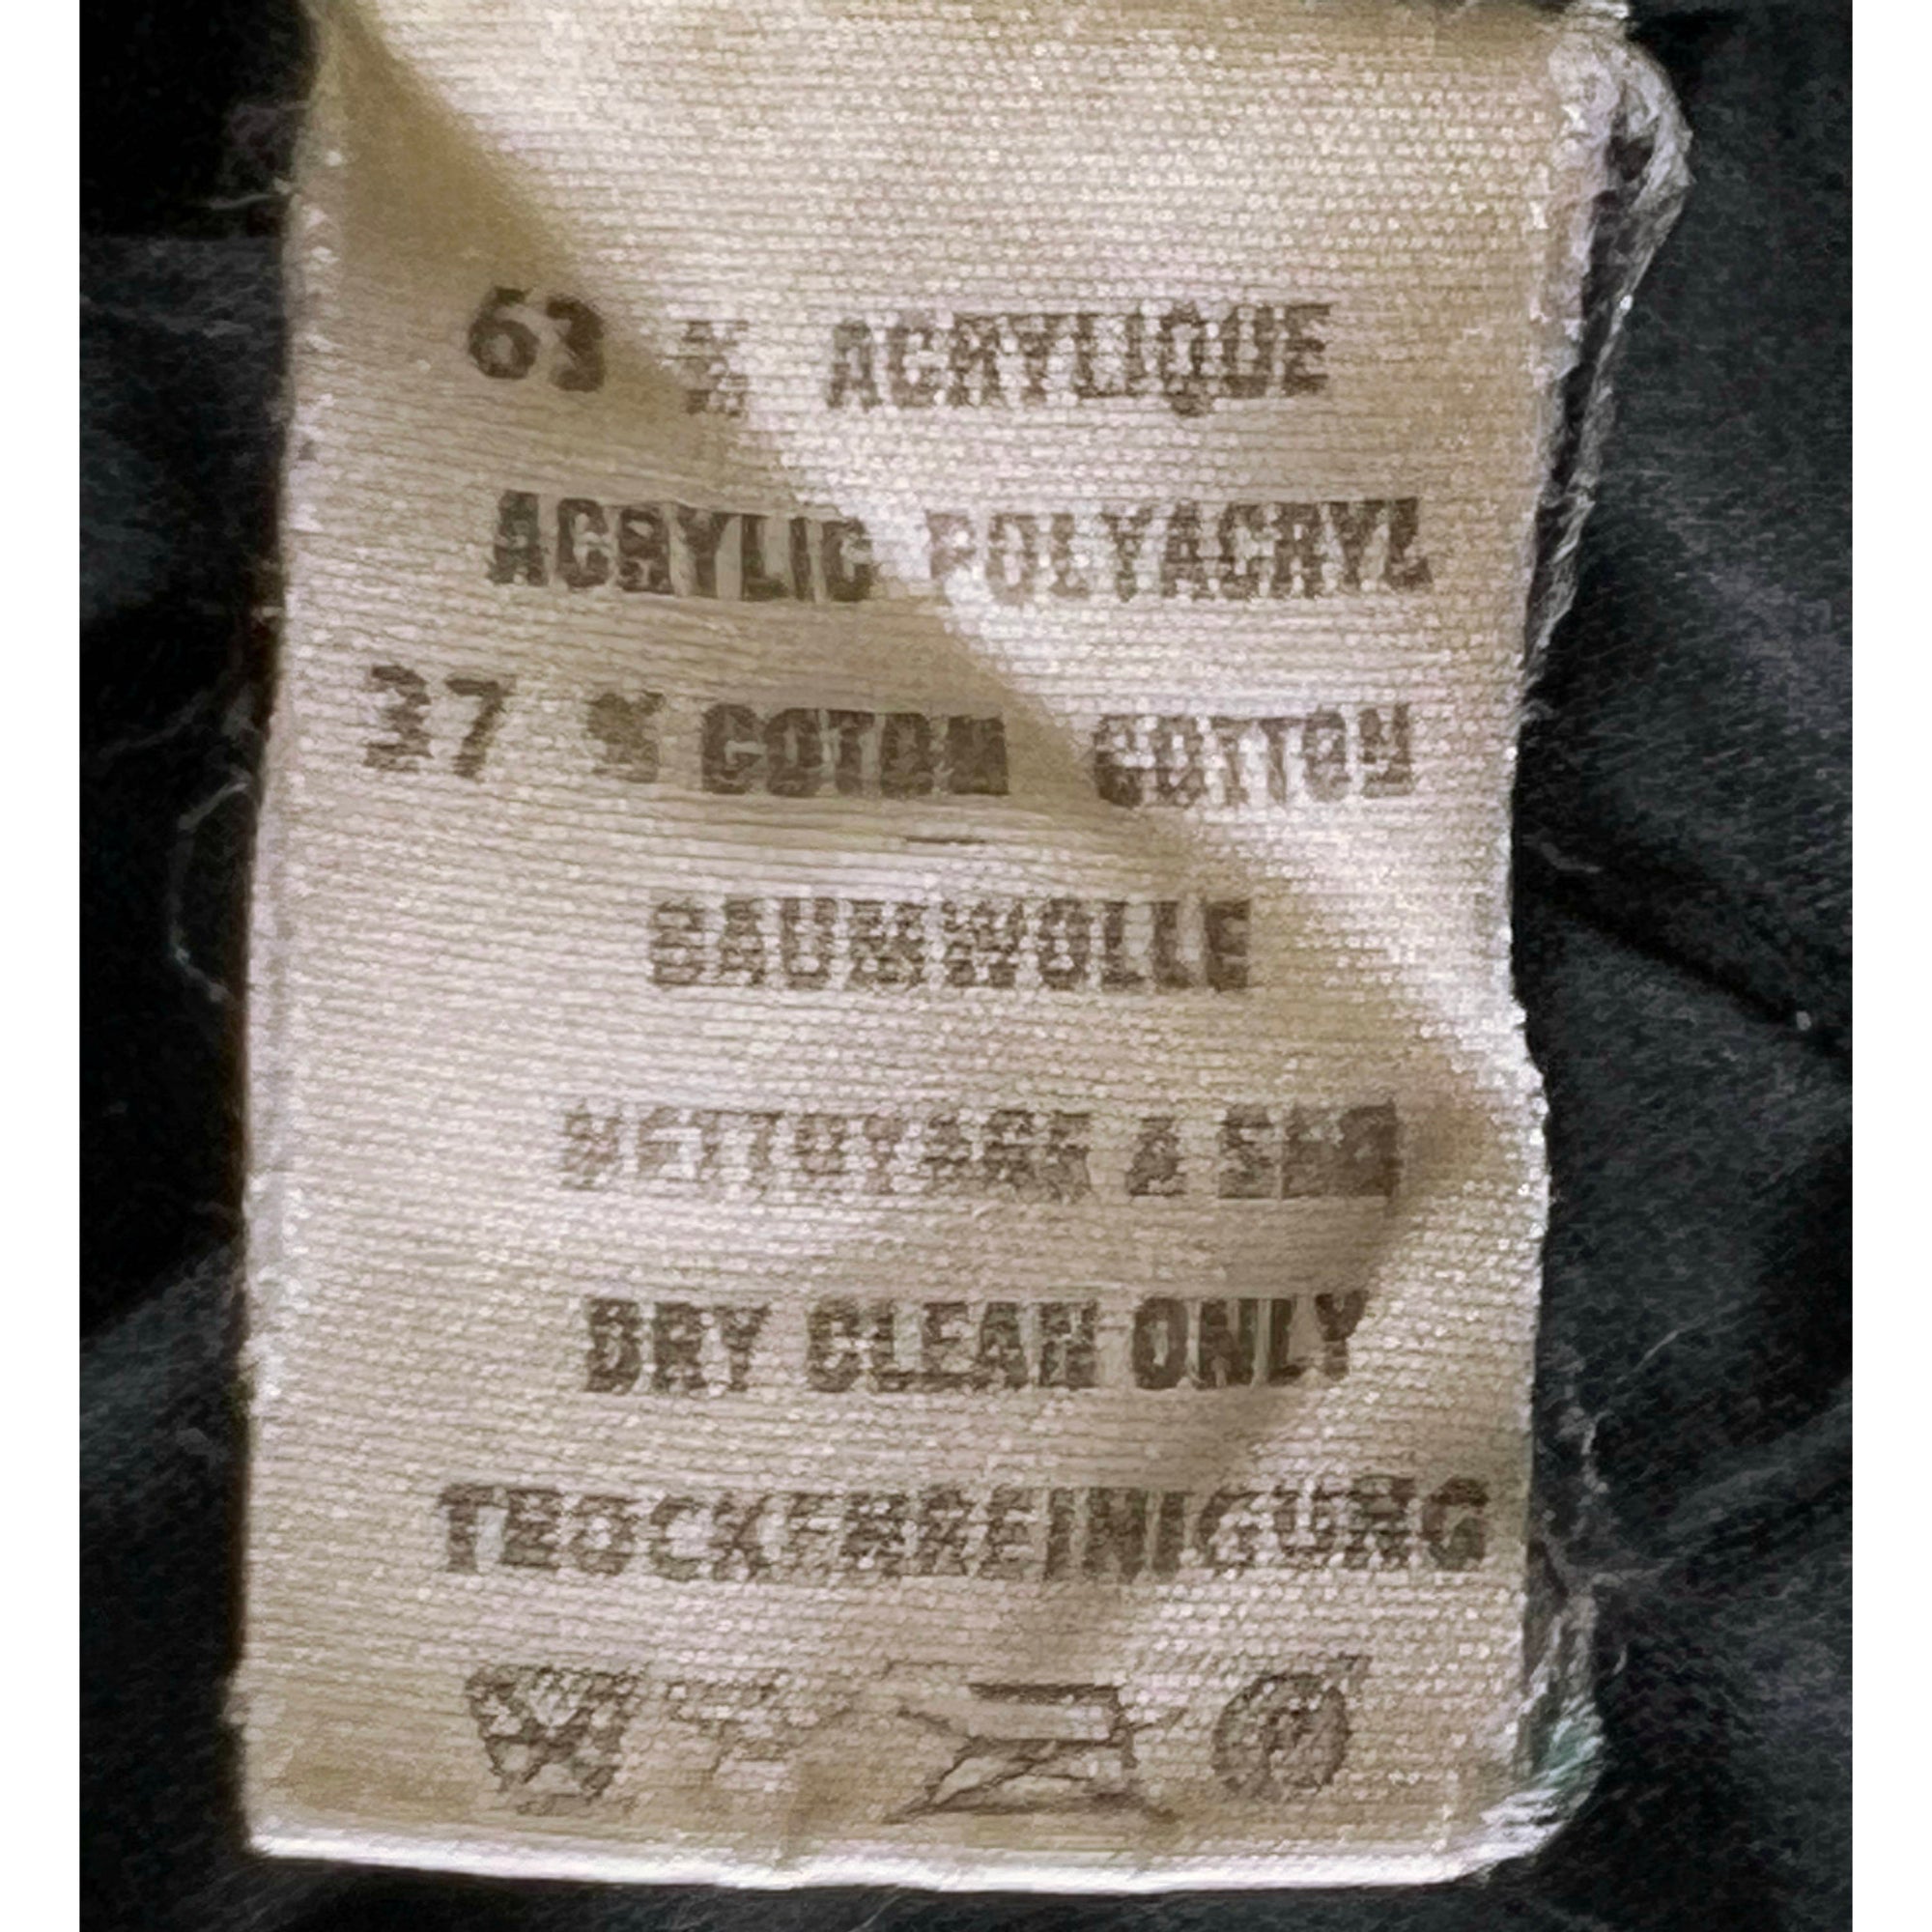 63 % ACRYLIQUE
ACRYLIC POLYACRYL
37 % COTON COTTON
BAUMWOLLE
NETTOYAGE A SEC
DRY CLEAN ONLY
TROCKENREINIGUNG